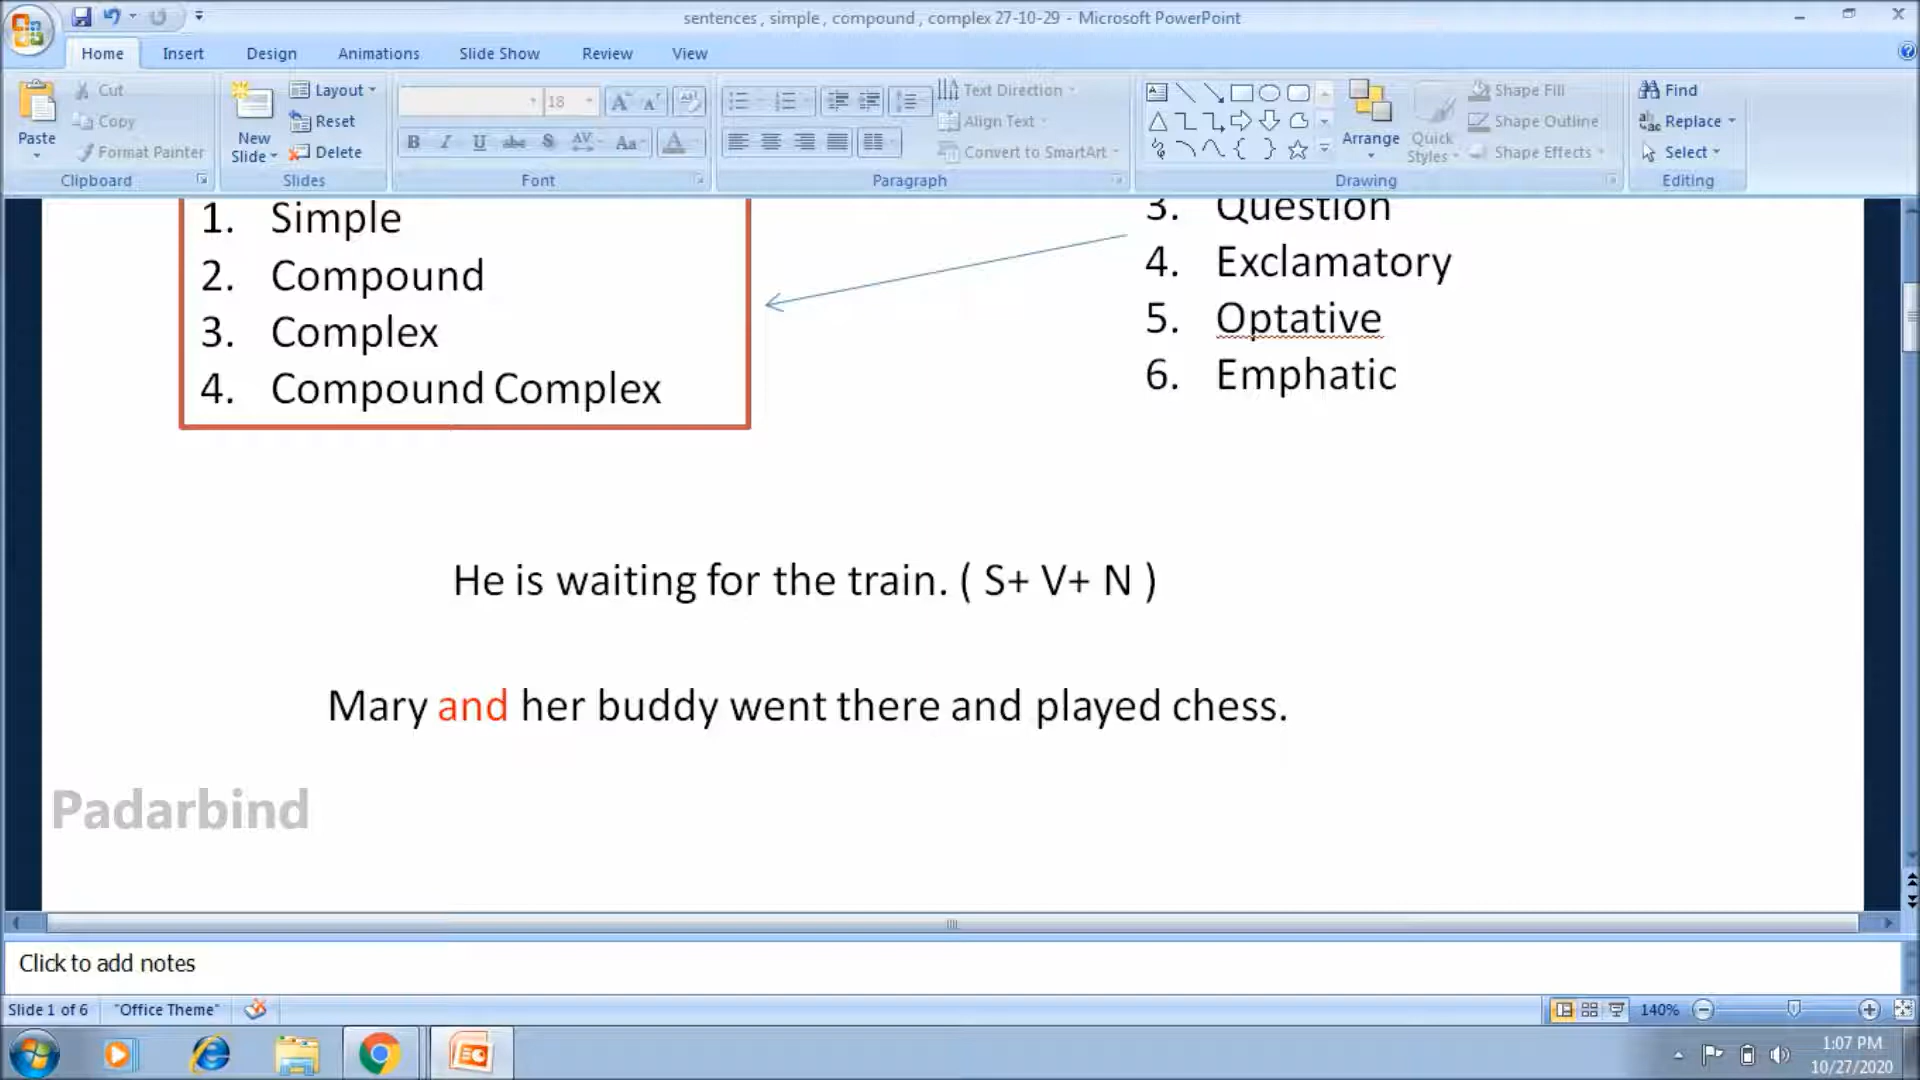 sentences , simple , compound , complex 27-10-29 - Microsoft PowerPoint
Home Insert Design Animations Slide Show Review View
Paste
Cut
Copy
Format Painter
Clipboard
New Slide
Layout
Reset
Delete
Slides
18
B I U abc S AV Aa A
Font
Text Direction
Align Text
Convert to SmartArt
Paragraph
Arrange
Quick Styles
Shape Fill
Shape Outline
Shape Effects
Drawing
Find
Replace
Select
Editing
1. Simple
2. Compound
3. Complex
4. Compound Complex
3. Question
4. Exclamatory
5. Optative
6. Emphatic
He is waiting for the train. ( S+ V+ N )
Mary and her buddy went there and played chess.
Padarbind
Click to add notes
Slide 1 of 6 "Office Theme" 140%
1:07 PM
10/27/2020